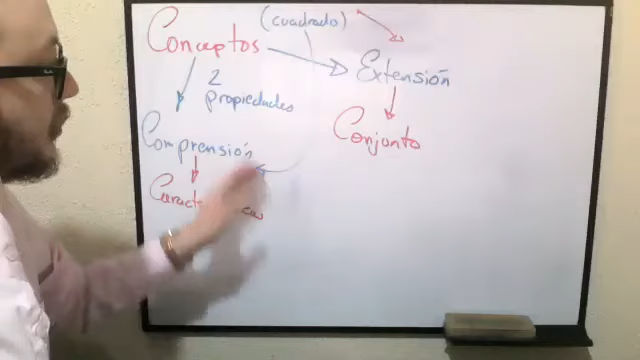 (cuadrado)
Conceptos
Extensión
2
propiedades
Conjunto
Comprensión